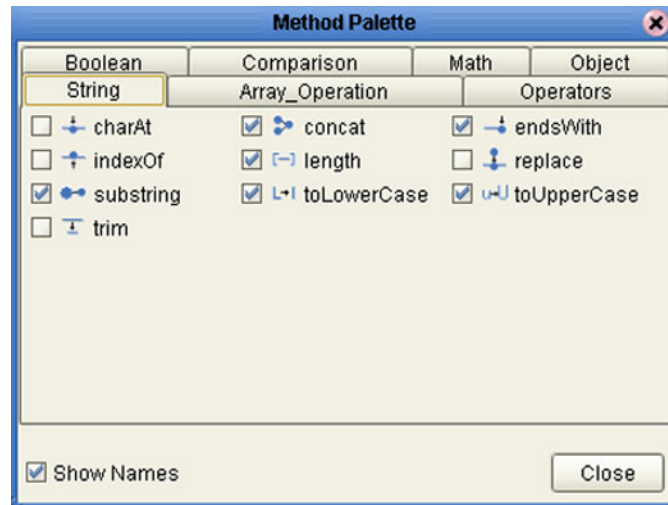 Method Palette
Boolean Comparison Math Object
String Array_Operation Operators
charAt concat endsWith
indexOf length replace
substring toLowerCase toUpperCase
trim
Show Names Close